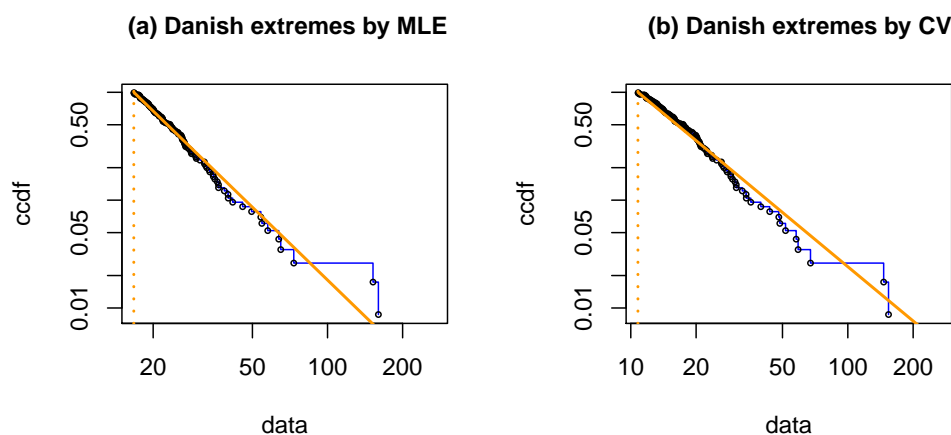 (a) Danish extremes by MLE
0.50
0.05
0.01
ccdf
20 50 100 200
data
(b) Danish extremes by CV
0.50
0.05
0.01
ccdf
10 20 50 100 200
data